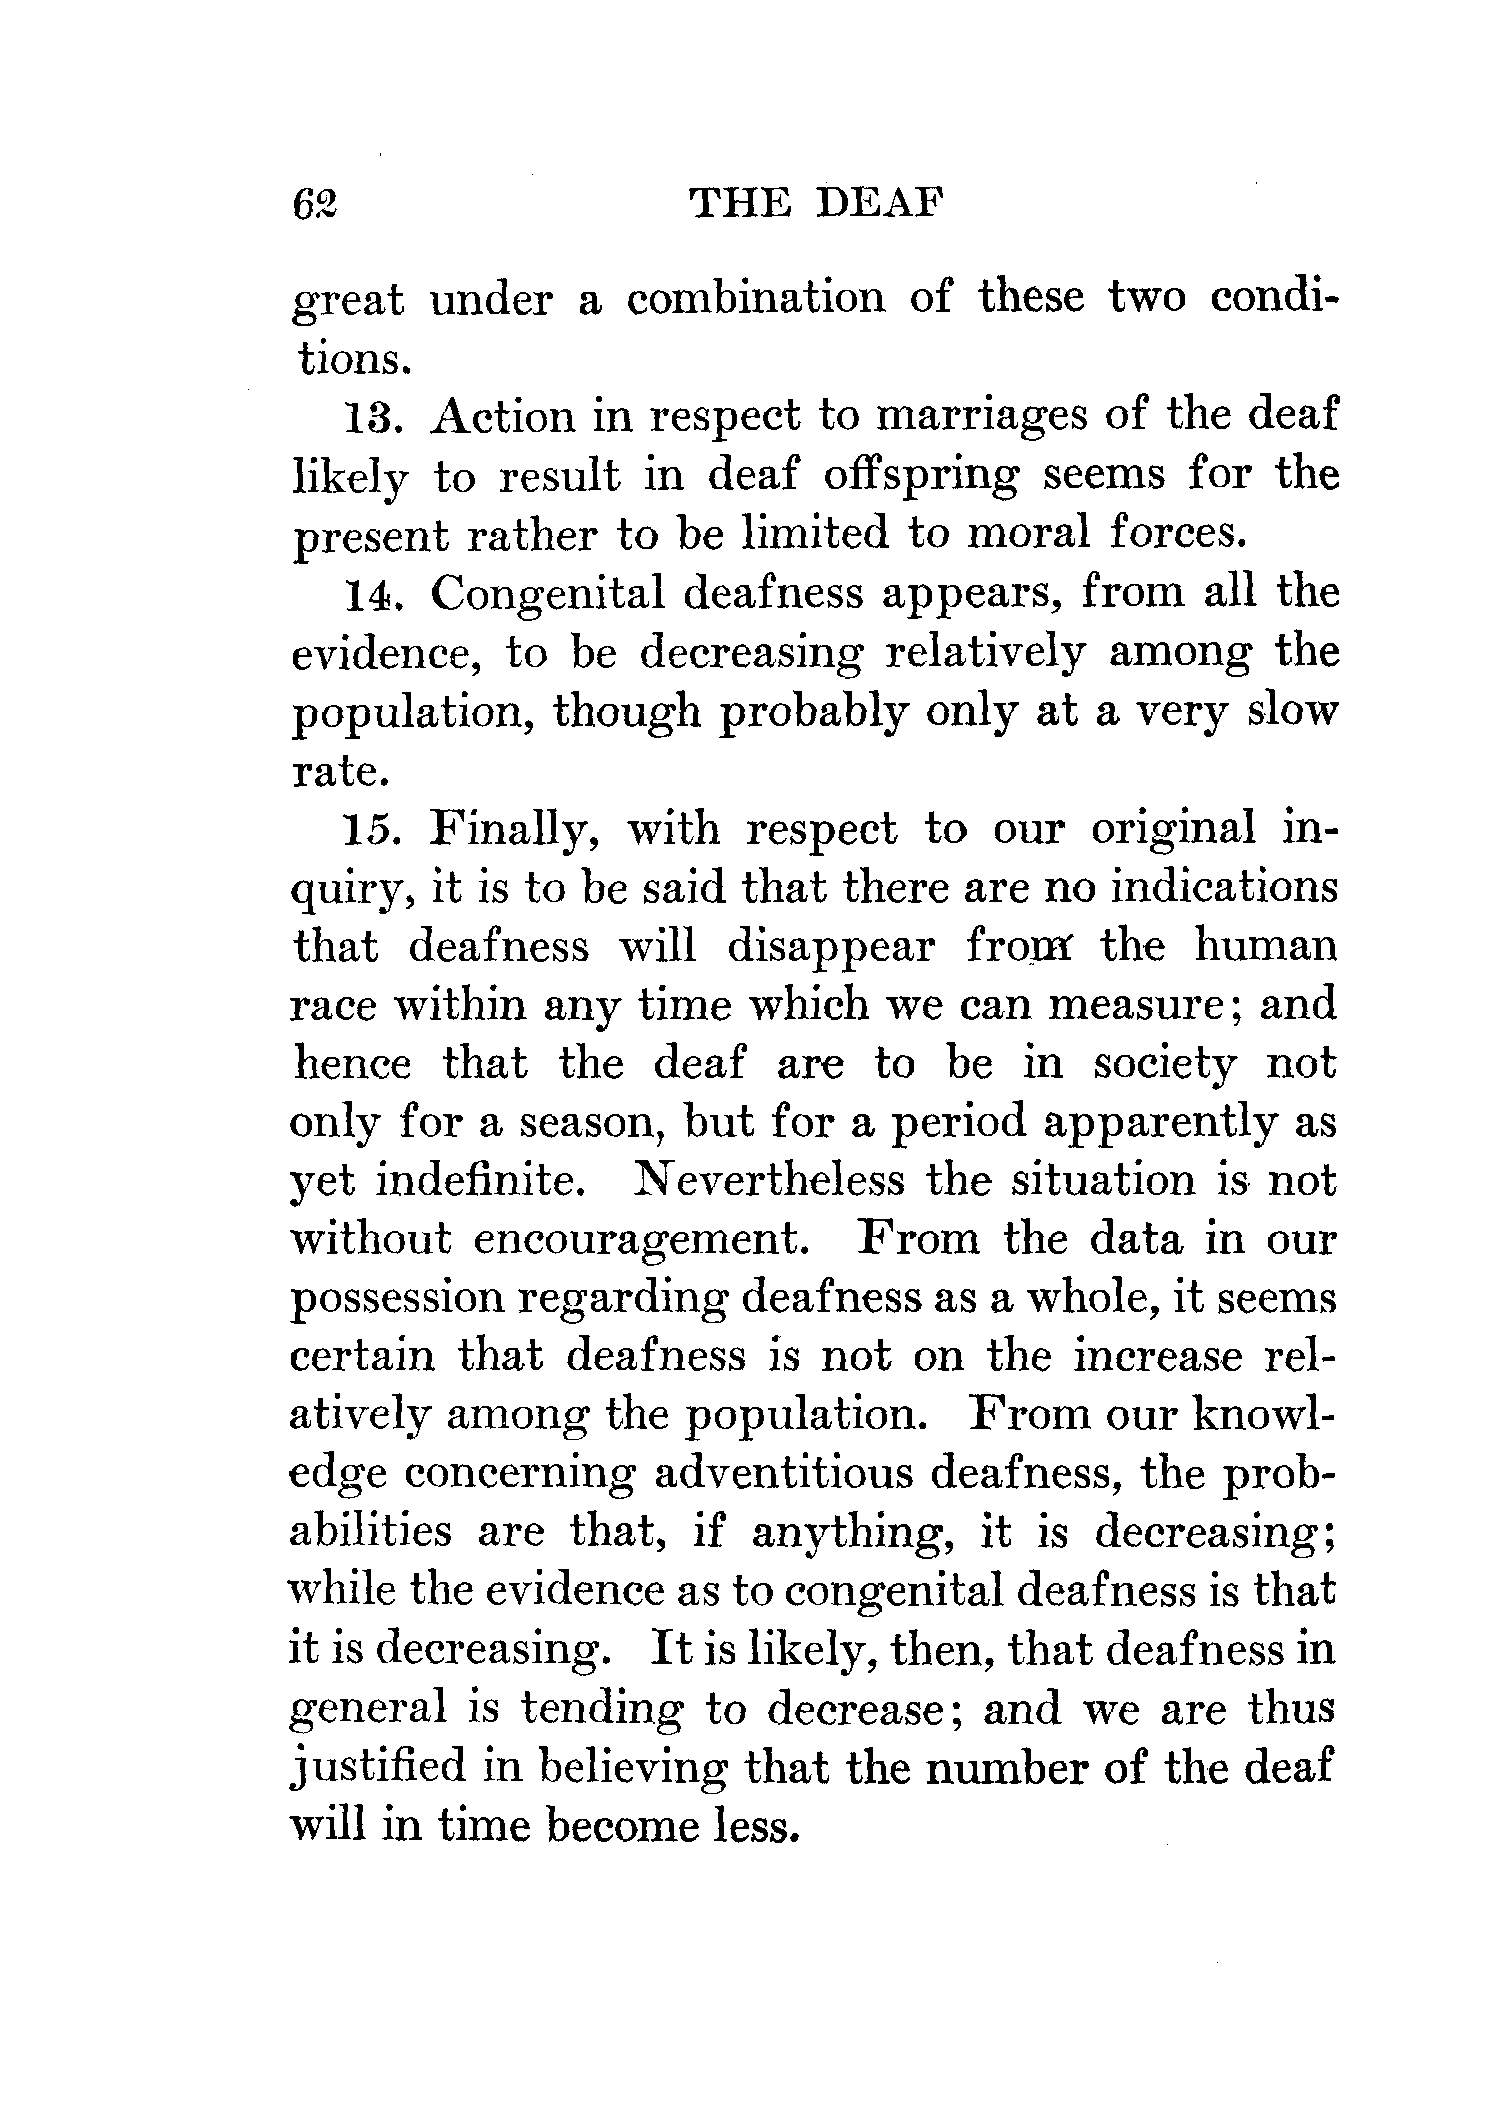 62 THE DEAF
great under a combination of these two condi-
tions.
13. Action in respect to marriages of the deaf
likely to result in deaf offspring seems for the
present rather to be limited to moral forces.
14. Congenital deafness appears, from all the
evidence, to be decreasing relatively among the
population, though probably only at a very slow
rate.
15. Finally, with respect to our original in-
quiry, it is to be said that there are no indications
that deafness will disappear from the human
race within any time which we can measure; and
hence that the deaf are to be in society not
only for a season, but for a period apparently as
yet indefinite. Nevertheless the situation is not
without encouragement. From the data in our
possession regarding deafness as a whole, it seems
certain that deafness is not on the increase rel-
atively among the population. From our knowl-
edge concerning adventitious deafness, the prob-
abilities are that, if anything, it is decreasing;
while the evidence as to congenital deafness is that
it is decreasing. It is likely, then, that deafness in
general is tending to decrease; and we are thus
justified in believing that the number of the deaf
will in time become less.